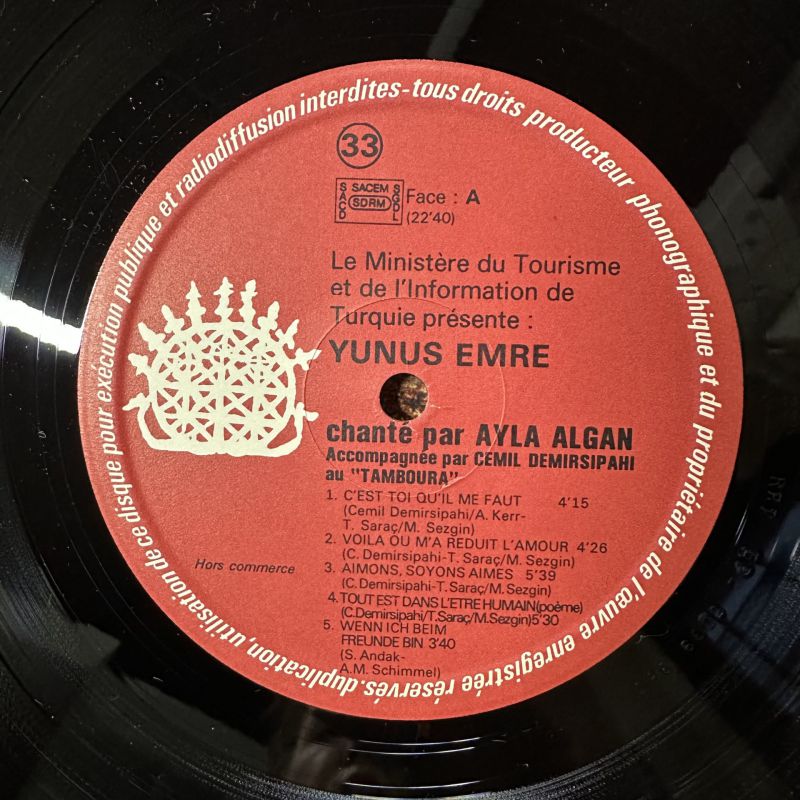 duplication, utilisation de ce disque pour exécution publique et radiodiffusion interdites-tous droits producteur phonographique et du propriétaire de l'œuvre enregistrée réservés.
33
SACD SACEM SDRM SGDL
Face : A
(22'40)
Le Ministère du Tourisme
et de l'Information de
Turquie présente :
YUNUS EMRE
chanté par AYLA ALGAN
Accompagnée par CEMIL DEMIRSIPAHI
au "TAMBOURA"
1. C'EST TOI QU'IL ME FAUT 4'15
(Cemil Demirsipahi/A. Kerr-
T. Saraç/M. Sezgin)
2. VOILA OU M'A REDUIT L'AMOUR 4'26
(C. Demirsipahi-T. Saraç/M. Sezgin)
3. AIMONS, SOYONS AIMES 5'39
(C. Demirsipahi-T. Saraç/M. Sezgin)
4. TOUT EST DANS L'ETRE HUMAIN(poème)
(C.Demirsipahi/T.Saraç/M.Sezgin)5'30
5. WENN ICH BEIM
FREUNDE BIN 3'40
(S. Andak-
A.M. Schimmel)
Hors commerce